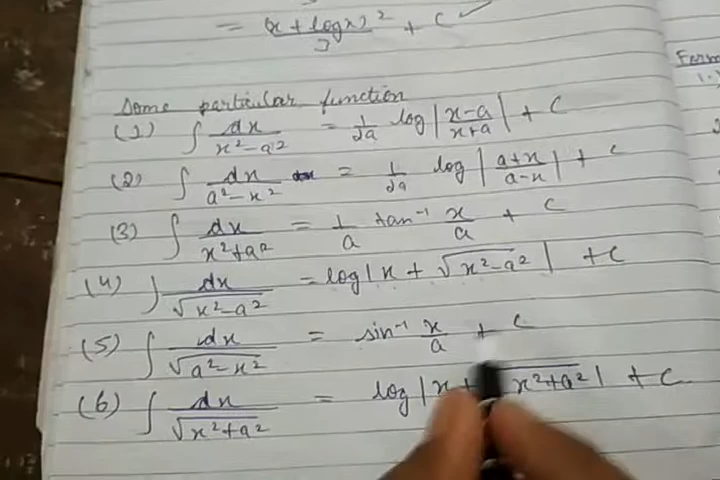 = (x + log x)² / 3 + C
Some particular function
(1) ∫ dx / x² - a² = 1/2a log |x-a / x+a| + C
(2) ∫ dx / a² - x² = 1/2a log |a+x / a-x| + C
(3) ∫ dx / x² + a² = 1/a tan⁻¹ x/a + C
(4) ∫ dx / √x² - a² = log |x + √x² - a²| + C
(5) ∫ dx / √a² - x² = sin⁻¹ x/a + C
(6) ∫ dx / √x² + a² = log |x + √x² + a²| + C